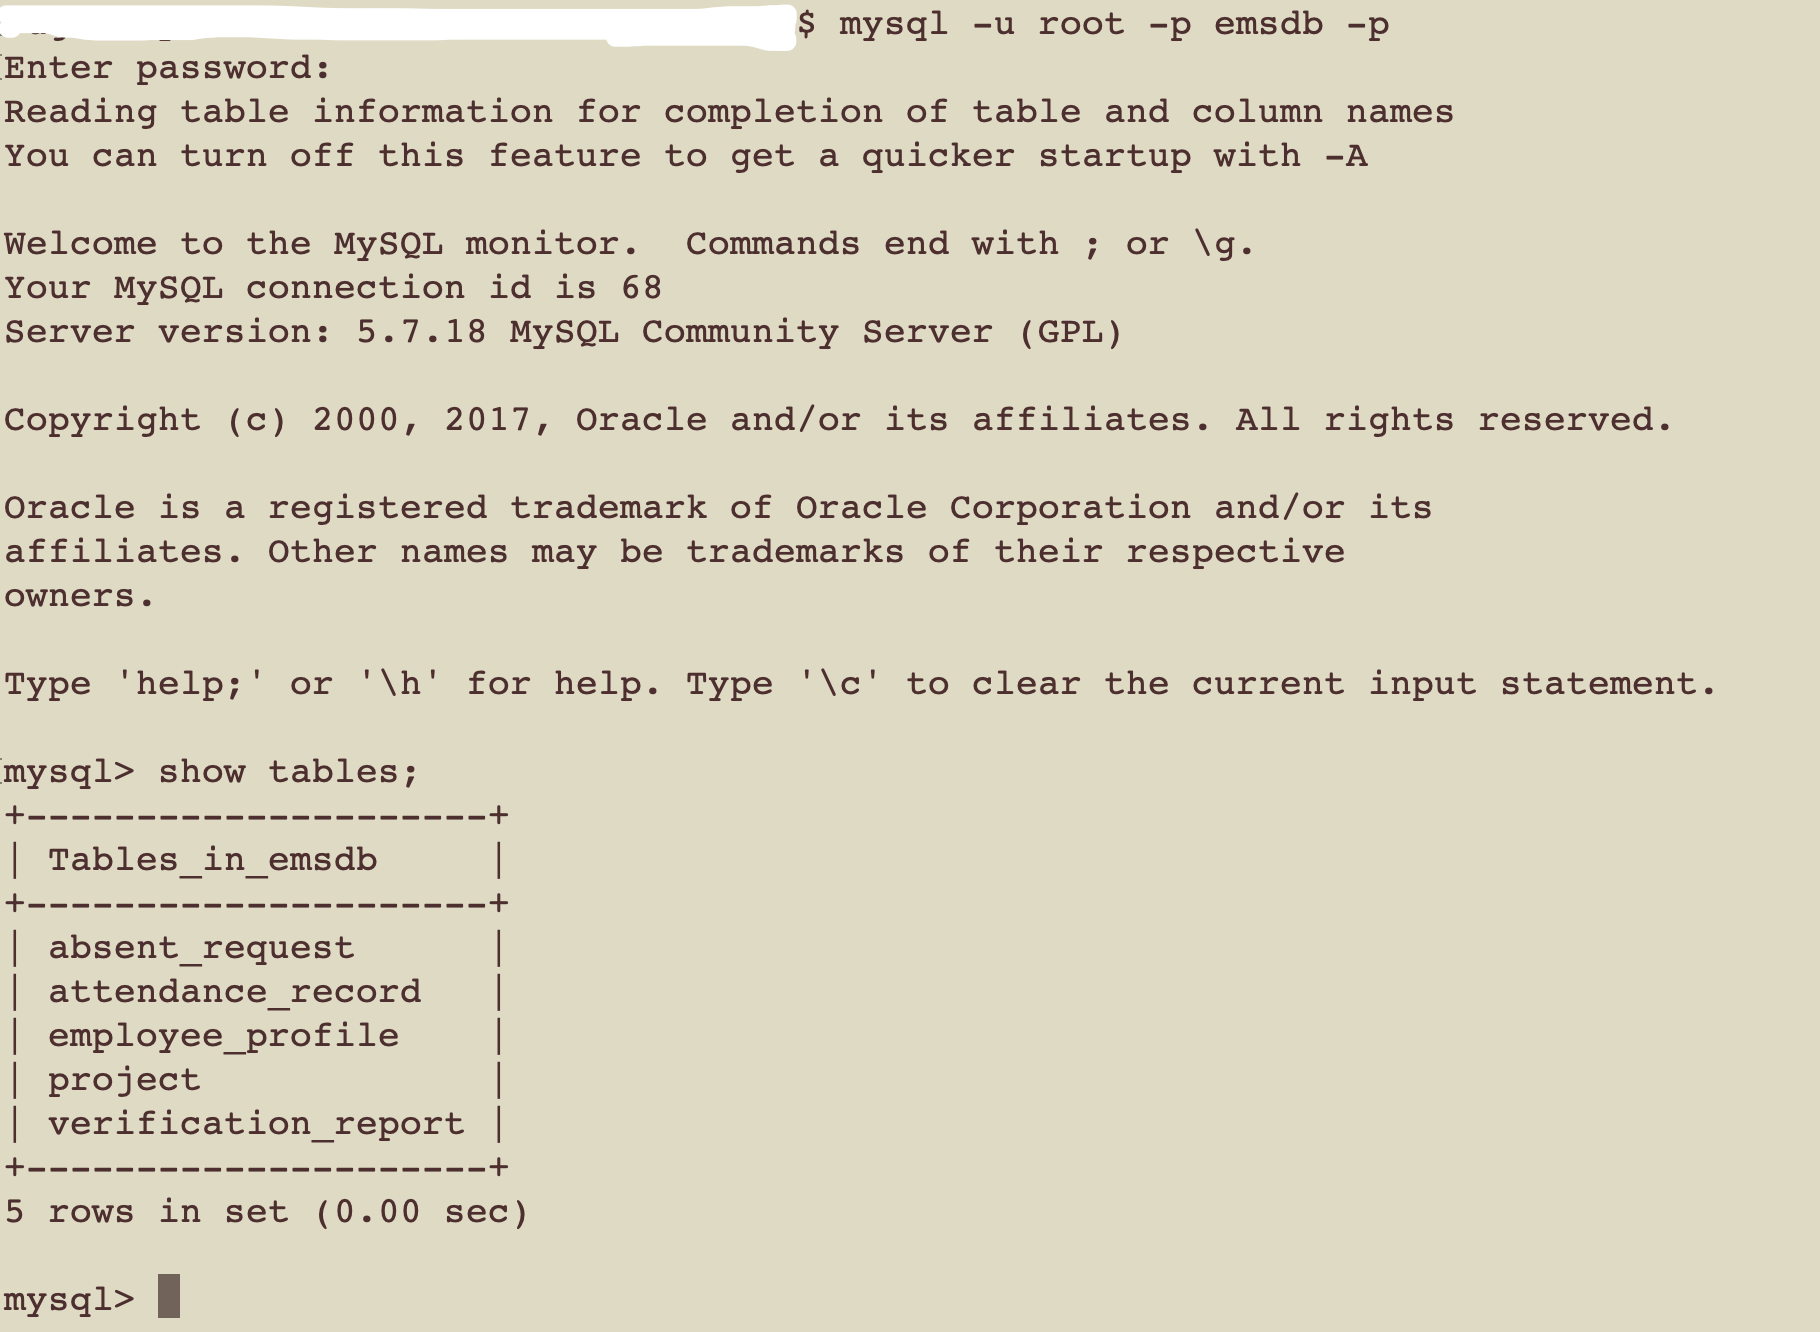 $ mysql -u root -p emsdb -p
Enter password:
Reading table information for completion of table and column names
You can turn off this feature to get a quicker startup with -A
Welcome to the MySQL monitor.  Commands end with ; or \g.
Your MySQL connection id is 68
Server version: 5.7.18 MySQL Community Server (GPL)
Copyright (c) 2000, 2017, Oracle and/or its affiliates. All rights reserved.
Oracle is a registered trademark of Oracle Corporation and/or its
affiliates. Other names may be trademarks of their respective
owners.
Type 'help;' or '\h' for help. Type '\c' to clear the current input statement.
mysql> show tables;
+---------------------+
| Tables_in_emsdb     |
+---------------------+
| absent_request      |
| attendance_record   |
| employee_profile    |
| project             |
| verification_report |
+---------------------+
5 rows in set (0.00 sec)
mysql>